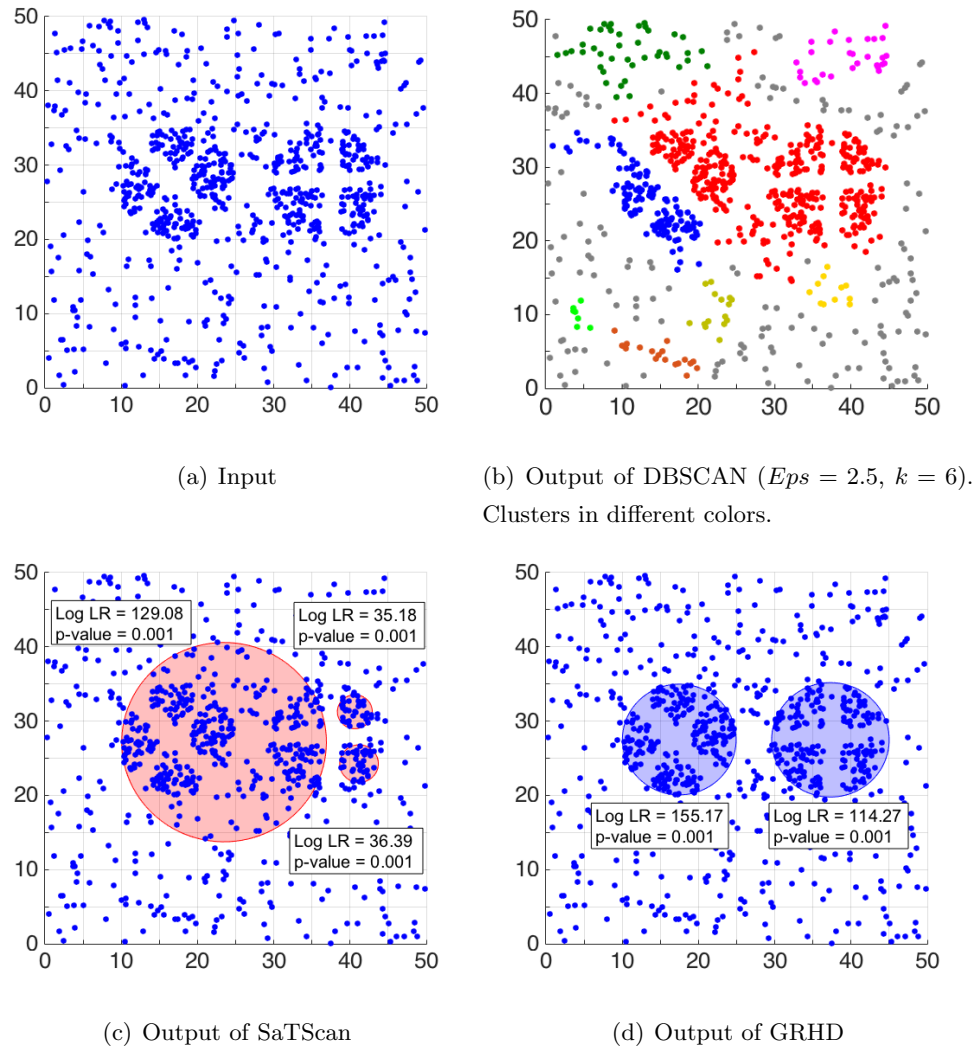 50
40
30
20
10
0
0 10 20 30 40 50
(a) Input
50
40
30
20
10
0
0 10 20 30 40 50
(b) Output of DBSCAN (Eps = 2.5, k = 6).
Clusters in different colors.
50
40
30
20
10
0
0 10 20 30 40 50
Log LR = 129.08
p-value = 0.001
Log LR = 35.18
p-value = 0.001
Log LR = 36.39
p-value = 0.001
(c) Output of SaTScan
50
40
30
20
10
0
0 10 20 30 40 50
Log LR = 155.17
p-value = 0.001
Log LR = 114.27
p-value = 0.001
(d) Output of GRHD